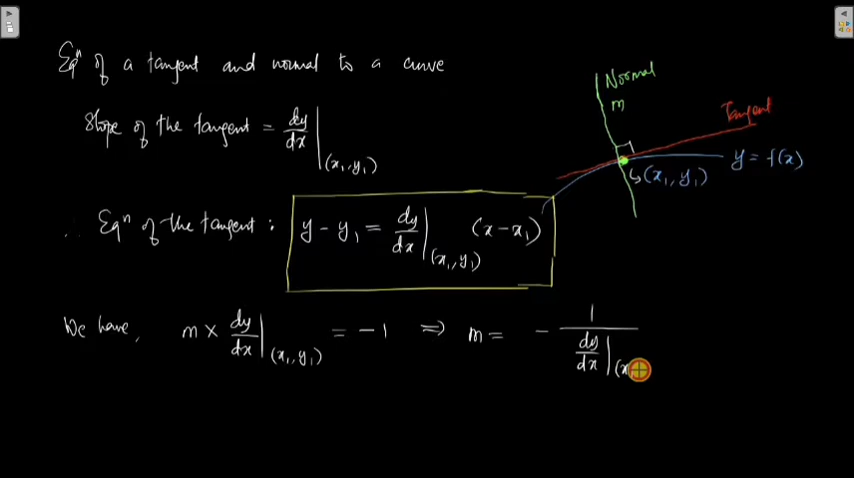 Eqⁿ of a tangent and normal to a curve
Slope of the tangent = dy/dx |(x₁,y₁)
∴ Eqⁿ of the tangent : y - y₁ = dy/dx |(x₁,y₁) (x - x₁)
We have, m × dy/dx |(x₁,y₁) = -1 ⇒ m = - 1 / dy/dx |(x₁
Normal
m
Tangent
y = f(x)
(x₁, y₁)